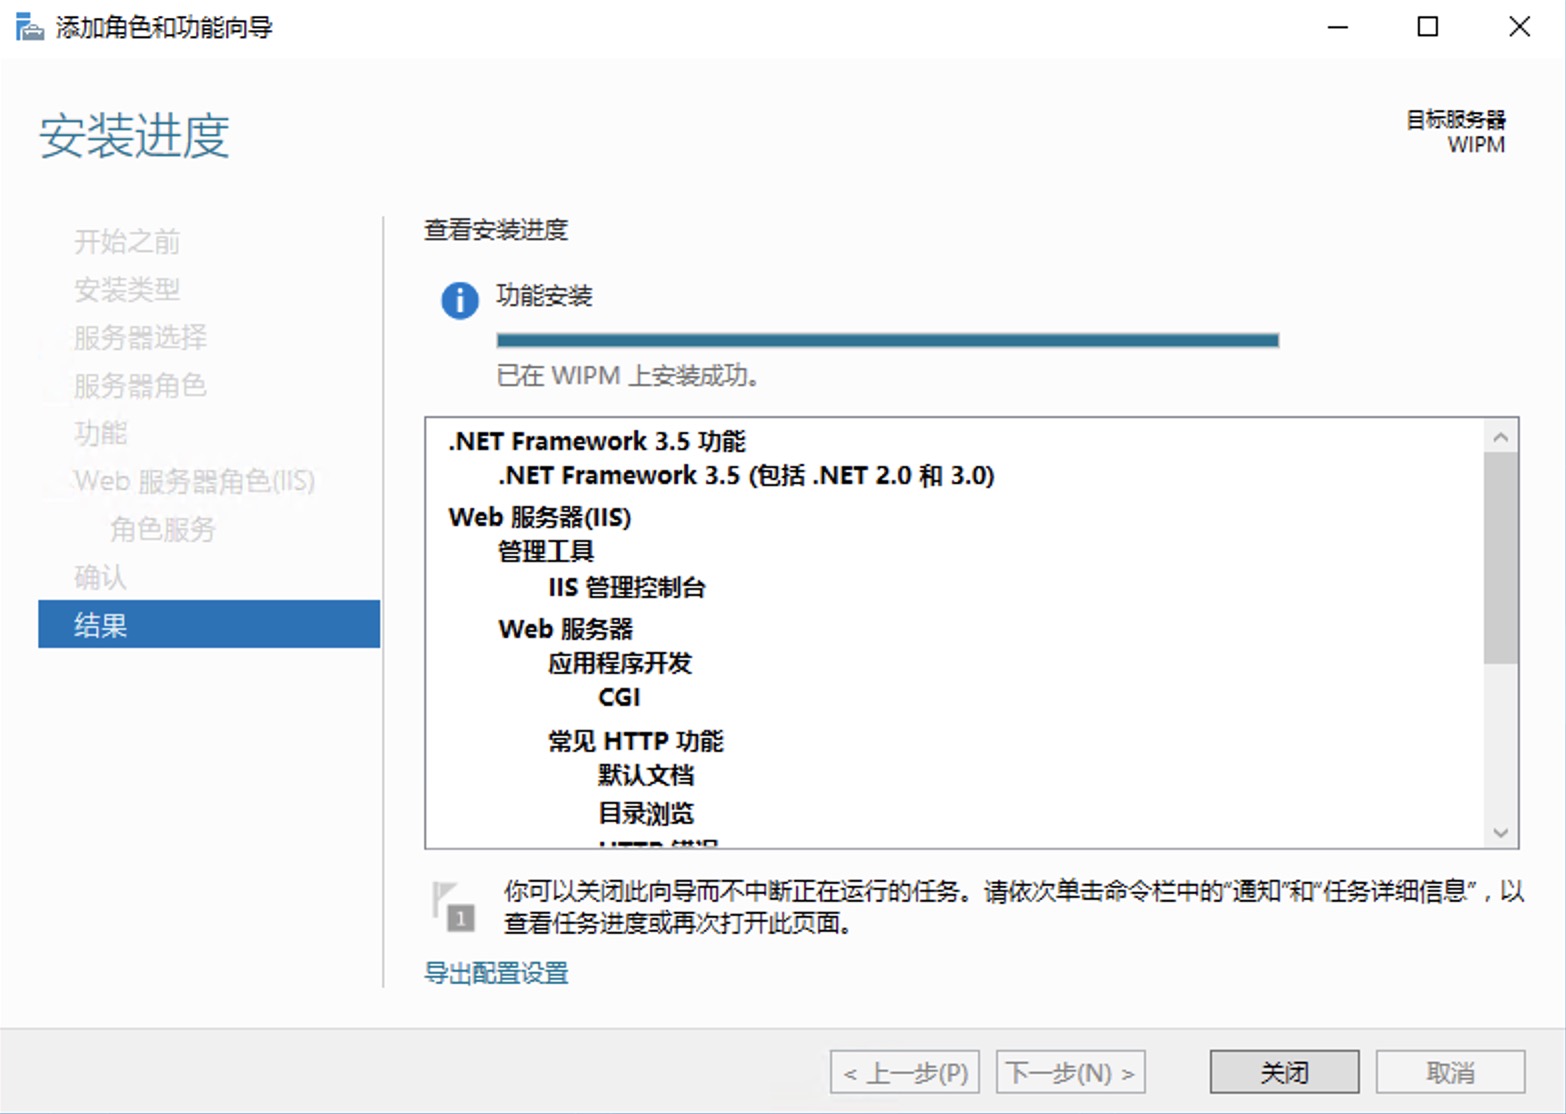 添加角色和功能向导
安装进度
目标服务器
WIPM
开始之前
安装类型
服务器选择
服务器角色
功能
Web 服务器角色(IIS)
角色服务
确认
结果
查看安装进度
功能安装
已在 WIPM 上安装成功。
.NET Framework 3.5 功能
.NET Framework 3.5 (包括 .NET 2.0 和 3.0)
Web 服务器(IIS)
管理工具
IIS 管理控制台
Web 服务器
应用程序开发
CGI
常见 HTTP 功能
默认文档
目录浏览
HTTP 错误
1
你可以关闭此向导而不中断正在运行的任务。请依次单击命令栏中的“通知”和“任务详细信息”，以
查看任务进度或再次打开此页面。
导出配置设置
< 上一步(P)
下一步(N) >
关闭
取消